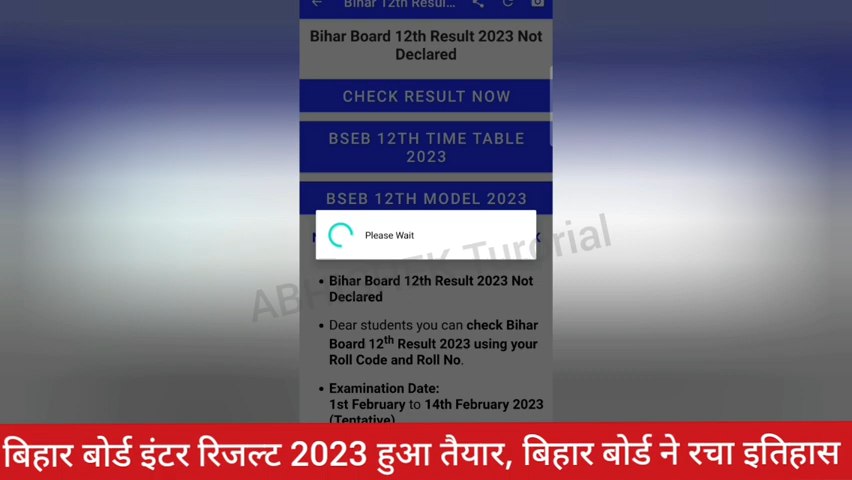 Bihar 12th Resul...
Bihar Board 12th Result 2023 Not
Declared
CHECK RESULT NOW
BSEB 12TH TIME TABLE
2023
BSEB 12TH MODEL 2023
Please Wait
Bihar Board 12th Result 2023 Not
Declared
Dear students you can check Bihar
Board 12th Result 2023 using your
Roll Code and Roll No.
Examination Date:
1st February to 14th February 2023
(Tentative)
बिहार बोर्ड इंटर रिजल्ट 2023 हुआ तैयार, बिहार बोर्ड ने रचा इतिहास